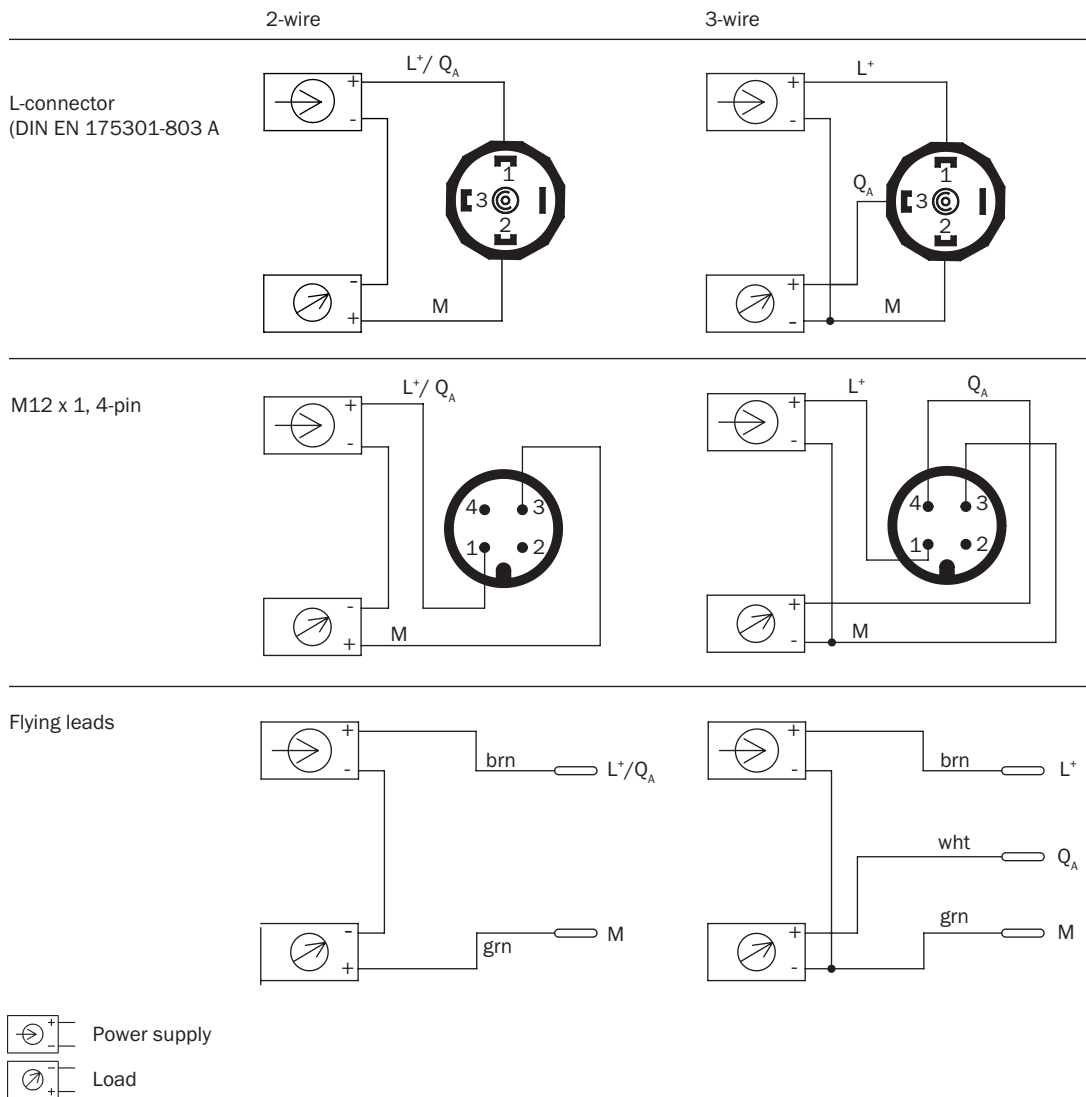 2-wire 3-wire
L-connector
(DIN EN 175301-803 A
L⁺/ Q_A
+
-
1
3
2
-
+
M
L⁺
+
-
Q_A
1
3
2
+
-
M
M12 x 1, 4-pin
L⁺/ Q_A
+
-
4 3
1 2
-
+
M
L⁺ Q_A
+
-
4 3
1 2
+
-
M
Flying leads
+
-
brn L⁺/Q_A
-
+
grn M
+
-
brn L⁺
wht Q_A
+
-
grn M
+
-
Power supply
-
+
Load